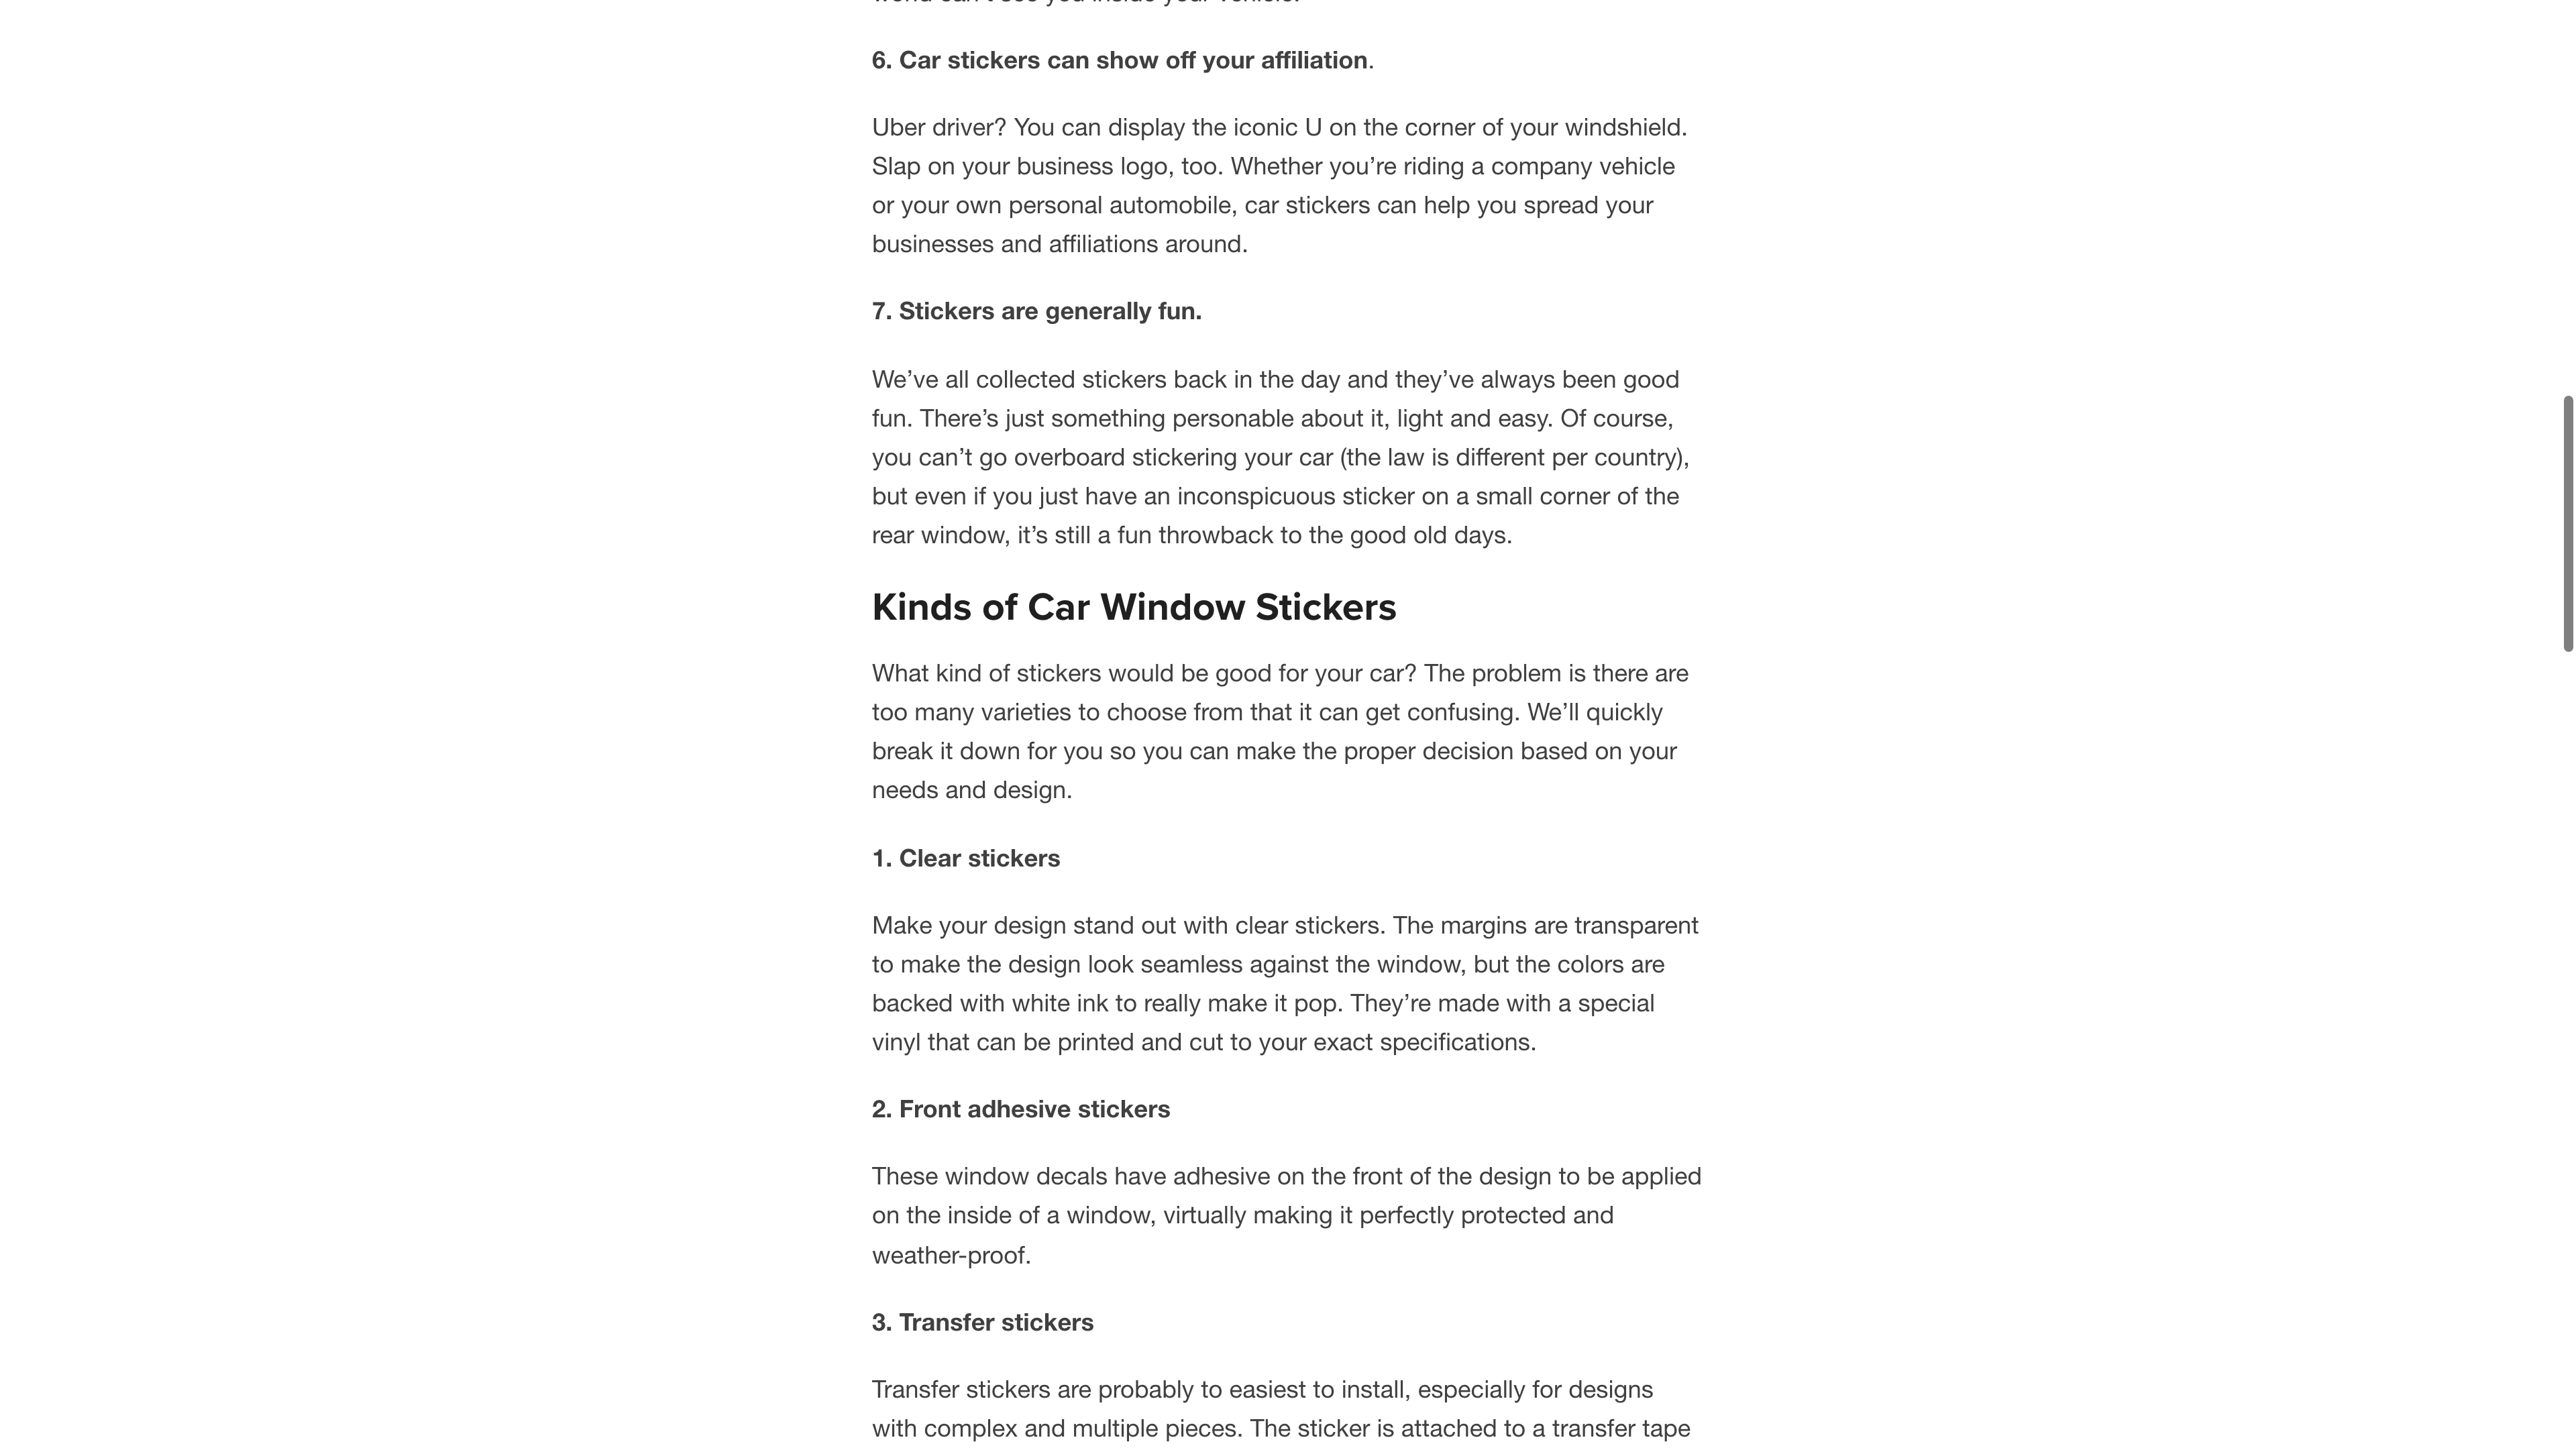 6. Car stickers can show off your affiliation.
Uber driver? You can display the iconic U on the corner of your windshield.
Slap on your business logo, too. Whether you’re riding a company vehicle
or your own personal automobile, car stickers can help you spread your
businesses and affiliations around.
7. Stickers are generally fun.
We’ve all collected stickers back in the day and they’ve always been good
fun. There’s just something personable about it, light and easy. Of course,
you can’t go overboard stickering your car (the law is different per country),
but even if you just have an inconspicuous sticker on a small corner of the
rear window, it’s still a fun throwback to the good old days.
Kinds of Car Window Stickers
What kind of stickers would be good for your car? The problem is there are
too many varieties to choose from that it can get confusing. We’ll quickly
break it down for you so you can make the proper decision based on your
needs and design.
1. Clear stickers
Make your design stand out with clear stickers. The margins are transparent
to make the design look seamless against the window, but the colors are
backed with white ink to really make it pop. They’re made with a special
vinyl that can be printed and cut to your exact specifications.
2. Front adhesive stickers
These window decals have adhesive on the front of the design to be applied
on the inside of a window, virtually making it perfectly protected and
weather-proof.
3. Transfer stickers
Transfer stickers are probably to easiest to install, especially for designs
with complex and multiple pieces. The sticker is attached to a transfer tape